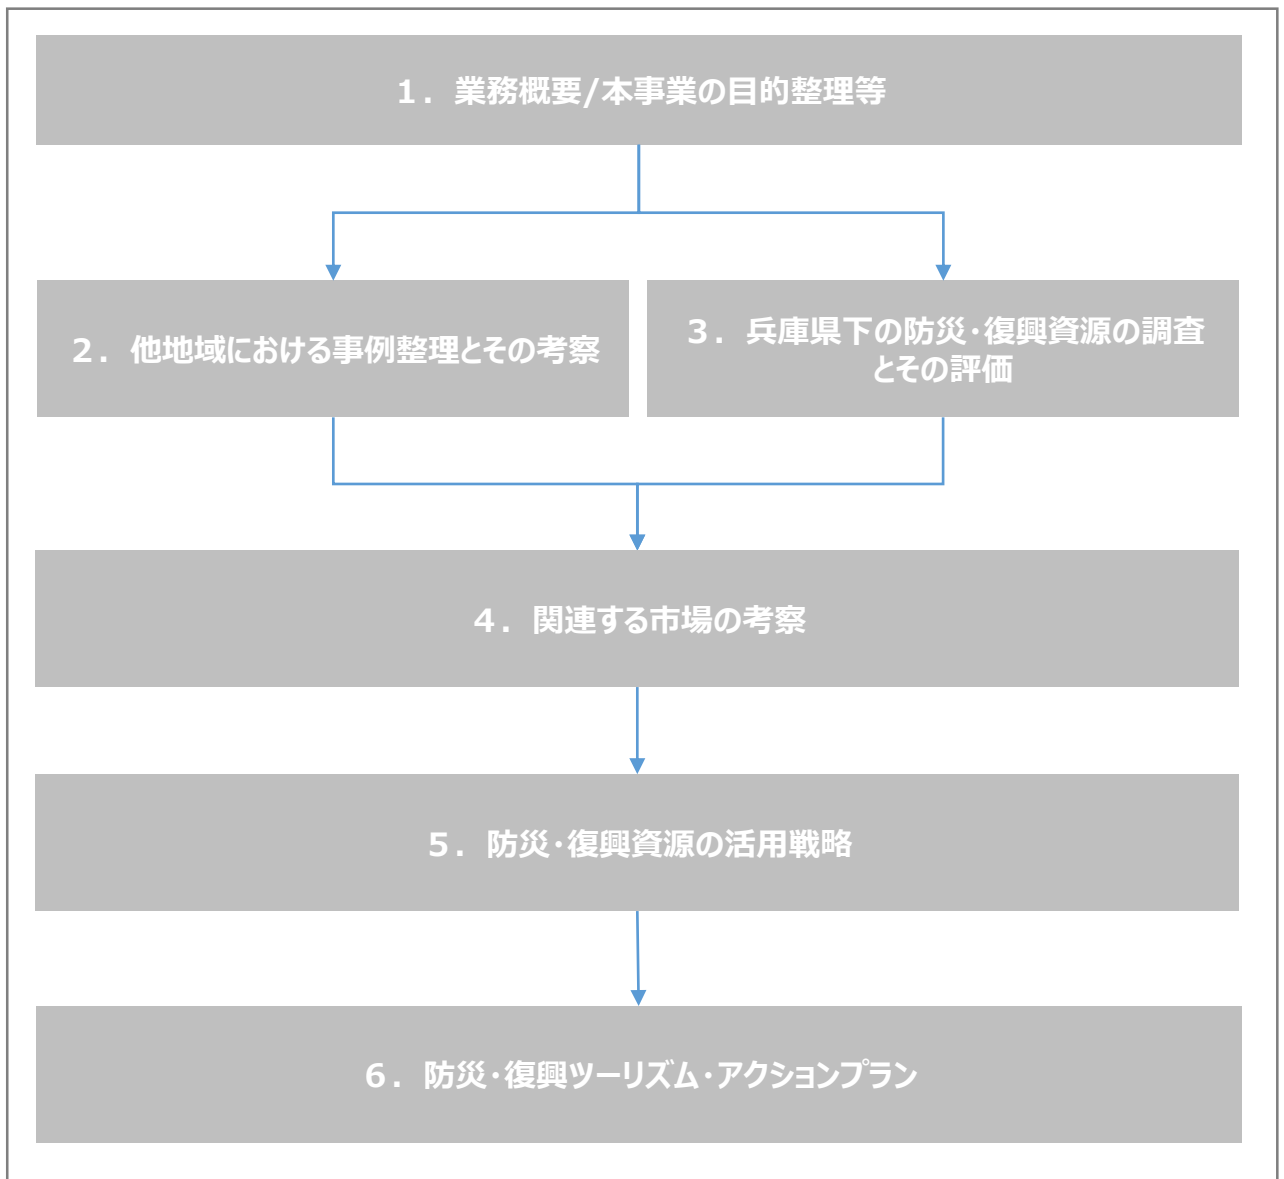 １．業務概要/本事業の目的整理等
２．他地域における事例整理とその考察
３．兵庫県下の防災・復興資源の調査
とその評価
４．関連する市場の考察
５．防災・復興資源の活用戦略
６．防災・復興ツーリズム・アクションプラン